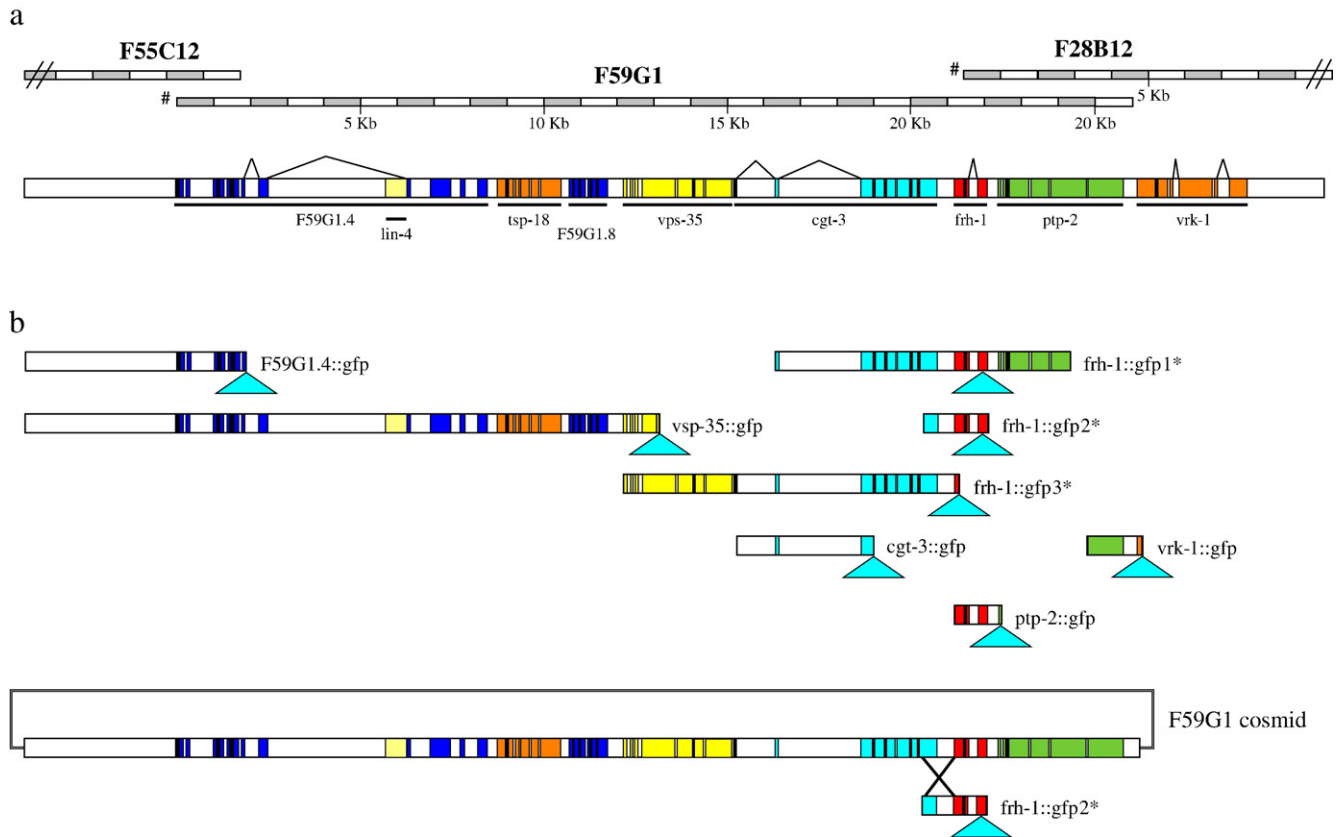 a
F55C12
F28B12
F59G1
#
#
5 Kb
5 Kb
10 Kb
15 Kb
20 Kb
20 Kb
F59G1.4
lin-4
tsp-18
F59G1.8
vps-35
cgt-3
frh-1
ptp-2
vrk-1
b
F59G1.4::gfp
frh-1::gfp1*
vsp-35::gfp
frh-1::gfp2*
frh-1::gfp3*
cgt-3::gfp
vrk-1::gfp
ptp-2::gfp
F59G1 cosmid
frh-1::gfp2*